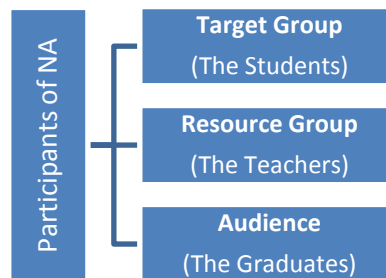 Participants of NA
Target Group
(The Students)
Resource Group
(The Teachers)
Audience
(The Graduates)